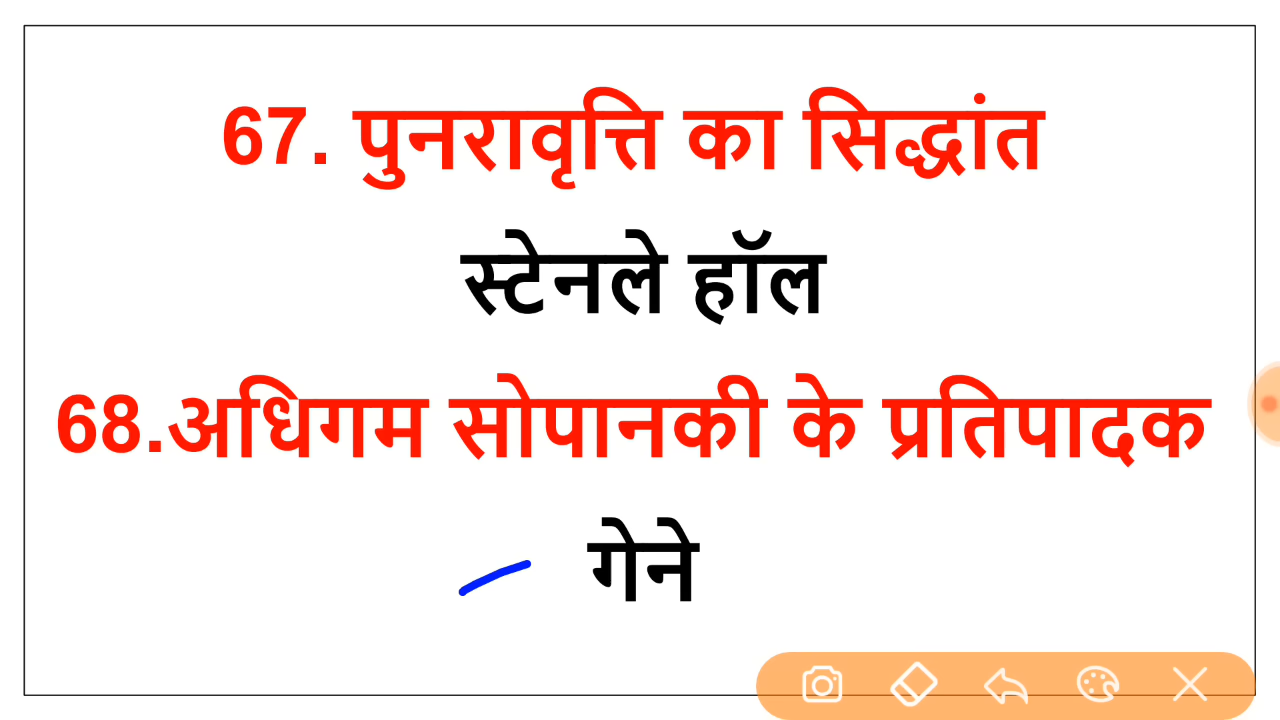 67. पुनरावृत्ति का सिद्धांत
स्टेनले हॉल
68.अधिगम सोपानकी के प्रतिपादक
गेने